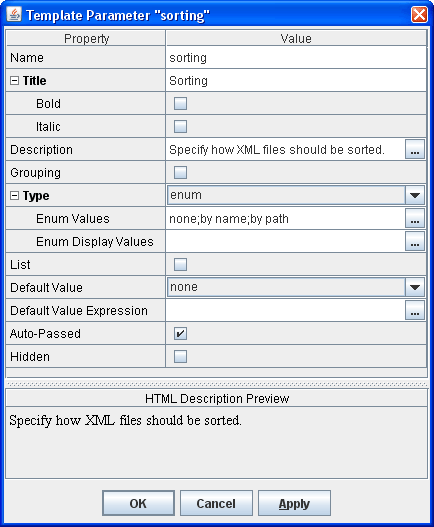 Template Parameter "sorting"
Property Value
Name sorting
Title Sorting
Bold
Italic
Description Specify how XML files should be sorted. ...
Grouping
Type enum
Enum Values none;by name;by path ...
Enum Display Values ...
List
Default Value none
Default Value Expression ...
Auto-Passed
Hidden
HTML Description Preview
Specify how XML files should be sorted.
OK Cancel Apply